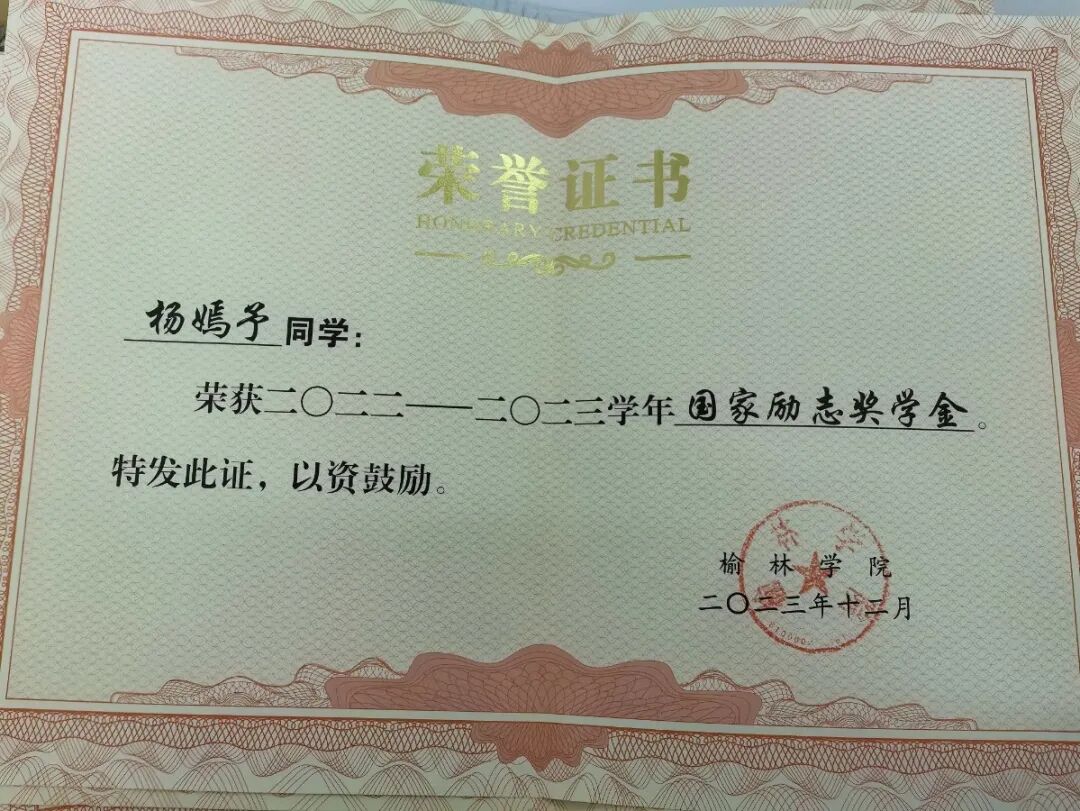 荣誉证书
HONORARY CREDENTIAL
杨嫣予同学：
荣获二〇二二——二〇二三学年国家励志奖学金。
特发此证，以资鼓励。
榆林学院
二〇二三年十二月